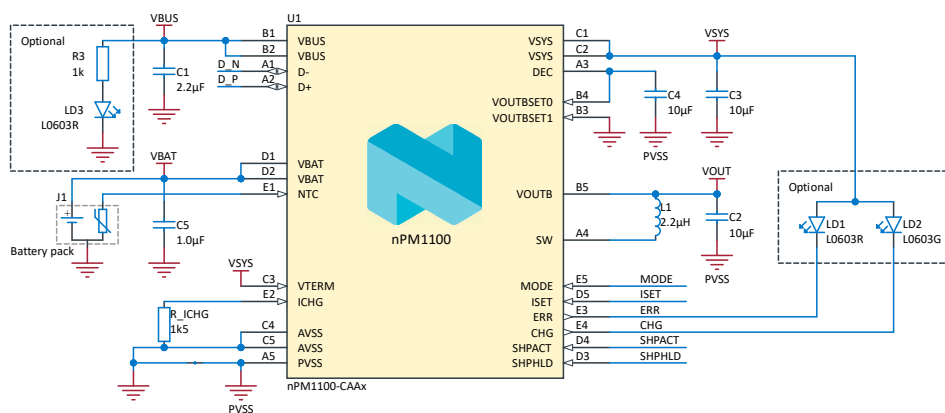 U1
VBUS
Optional
R3
1k
LD3
L0603R
C1
2.2µF
D_N
D_P
B1
B2
A1
A2
VBUS
VBUS
D-
D+
VBAT
D1
D2
E1
VBAT
VBAT
NTC
J1
+
Battery pack
C5
1.0µF
VSYS
C3
E2
VTERM
ICHG
R_ICHG
1k5
C4
C5
A5
AVSS
AVSS
PVSS
PVSS
nPM1100
nPM1100-CAAx
VSYS
VSYS
DEC
VOUTBSET0
VOUTBSET1
C1
C2
A3
B4
B3
VSYS
C4
10µF
PVSS
C3
10µF
VOUTB
SW
B5
A4
L1
2.2µH
VOUT
C2
10µF
PVSS
Optional
LD1
L0603R
LD2
L0603G
MODE
ISET
ERR
CHG
SHPACT
SHPHLD
E5
D5
E3
E4
D4
D3
MODE
ISET
ERR
CHG
SHPACT
SHPHLD